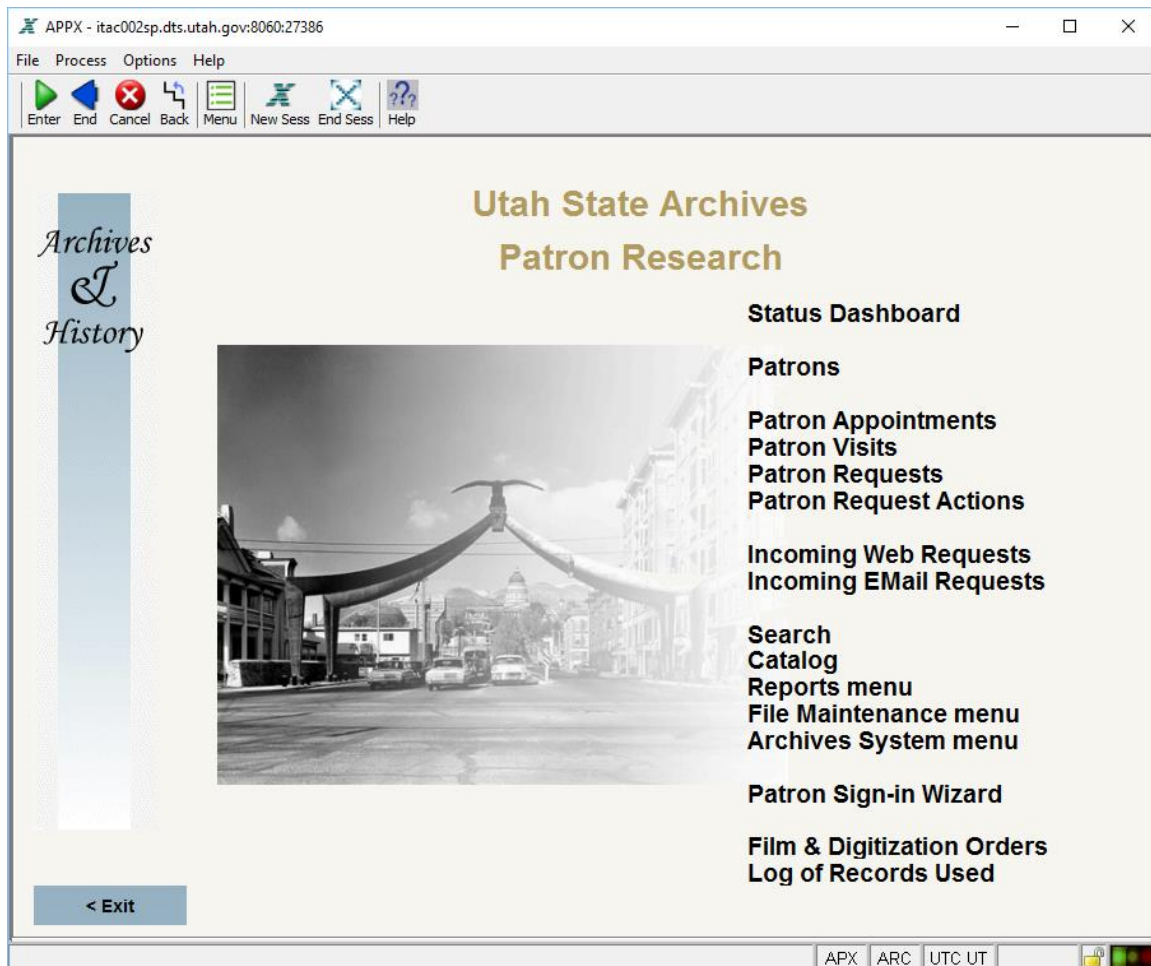 APPX - itac002sp.dts.utah.gov:8060:27386
File Process Options Help
Enter End Cancel Back Menu New Sess End Sess Help
Utah State Archives
Patron Research
Archives
&
History
Status Dashboard
Patrons
Patron Appointments
Patron Visits
Patron Requests
Patron Request Actions
Incoming Web Requests
Incoming EMail Requests
Search
Catalog
Reports menu
File Maintenance menu
Archives System menu
Patron Sign-in Wizard
Film & Digitization Orders
Log of Records Used
< Exit
APX ARC UTC UT